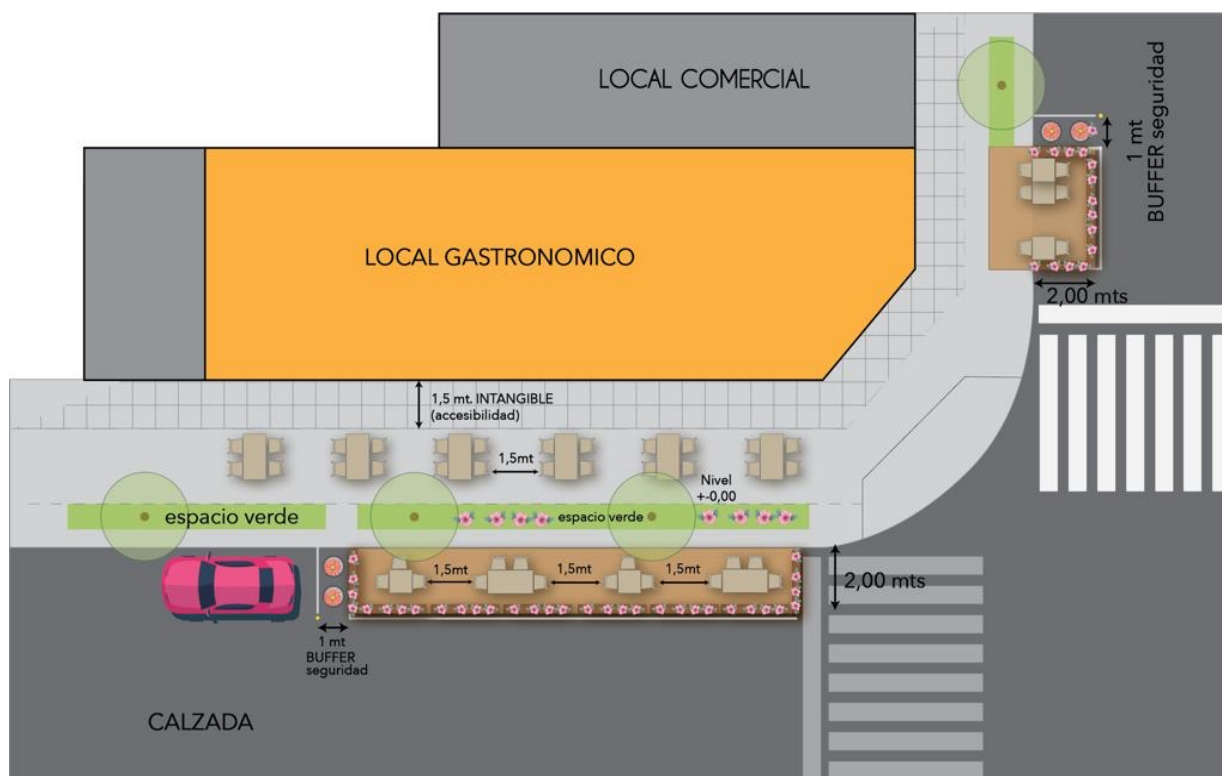 LOCAL COMERCIAL
1 mt
BUFFER seguridad
LOCAL GASTRONOMICO
2,00 mts
1,5 mt. INTANGIBLE
(accesibilidad)
1,5mt
Nivel
+-0,00
espacio verde
espacio verde
1,5mt
1,5mt
1,5mt
2,00 mts
1 mt
BUFFER
seguridad
CALZADA